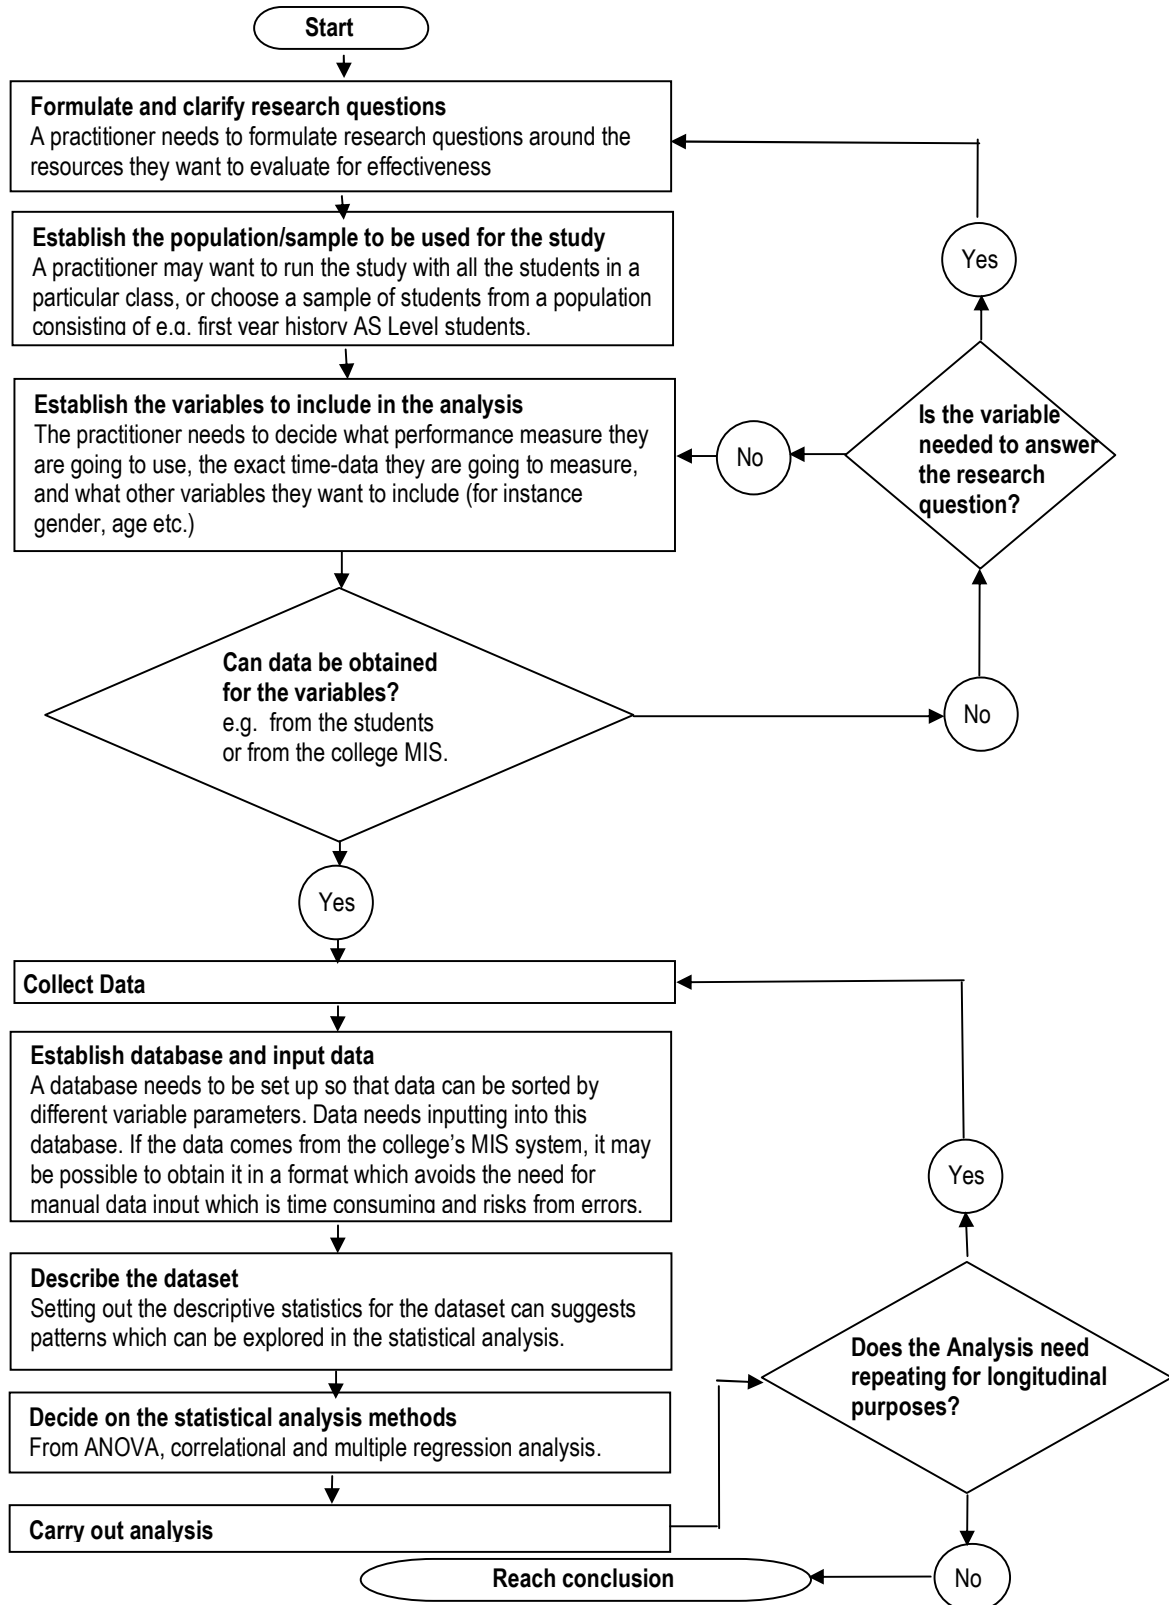 Start
Formulate and clarify research questions
A practitioner needs to formulate research questions around the
resources they want to evaluate for effectiveness
Establish the population/sample to be used for the study
A practitioner may want to run the study with all the students in a
particular class, or choose a sample of students from a population
consisting of e.g. first year history AS Level students.
Yes
Establish the variables to include in the analysis
The practitioner needs to decide what performance measure they
are going to use, the exact time-data they are going to measure,
and what other variables they want to include (for instance
gender, age etc.)
No
Is the variable
needed to answer
the research
question?
Can data be obtained
for the variables?
e.g. from the students
or from the college MIS.
No
Yes
Collect Data
Establish database and input data
A database needs to be set up so that data can be sorted by
different variable parameters. Data needs inputting into this
database. If the data comes from the college's MIS system, it may
be possible to obtain it in a format which avoids the need for
manual data input which is time consuming and risks from errors.
Yes
Describe the dataset
Setting out the descriptive statistics for the dataset can suggests
patterns which can be explored in the statistical analysis.
Does the Analysis need
repeating for longitudinal
purposes?
Decide on the statistical analysis methods
From ANOVA, correlational and multiple regression analysis.
Carry out analysis
No
Reach conclusion